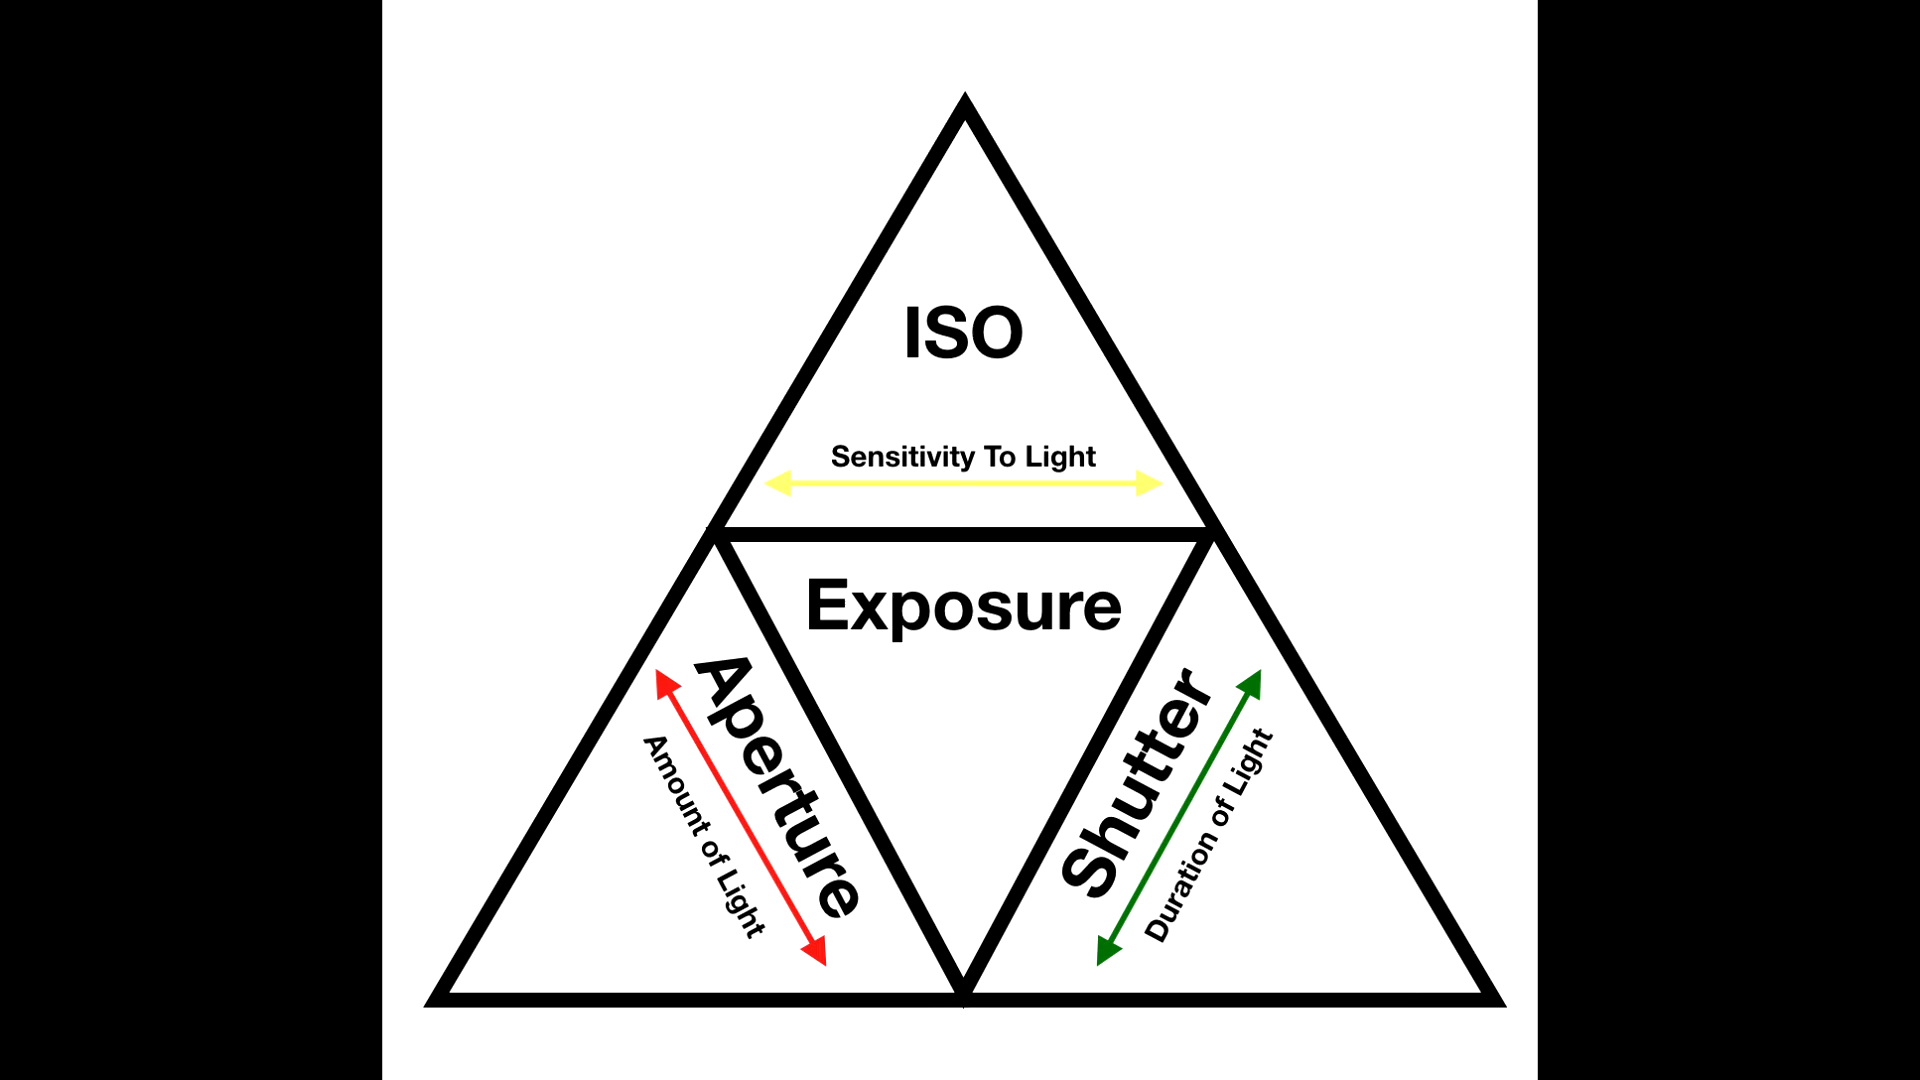 ISO
Sensitivity To Light
Exposure
Aperture
Amount of Light
Shutter
Duration of Light